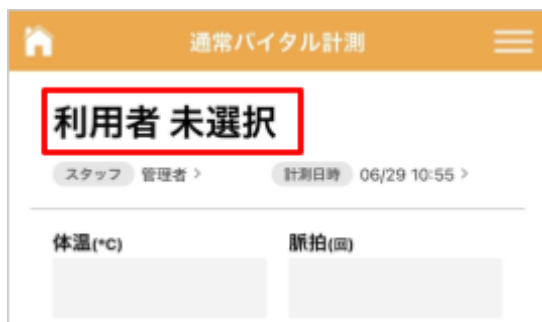 通常バイタル計測
利用者 未選択
スタッフ 管理者 > 計測日時 06/29 10:55 >
体温(°C) 脈拍(回)